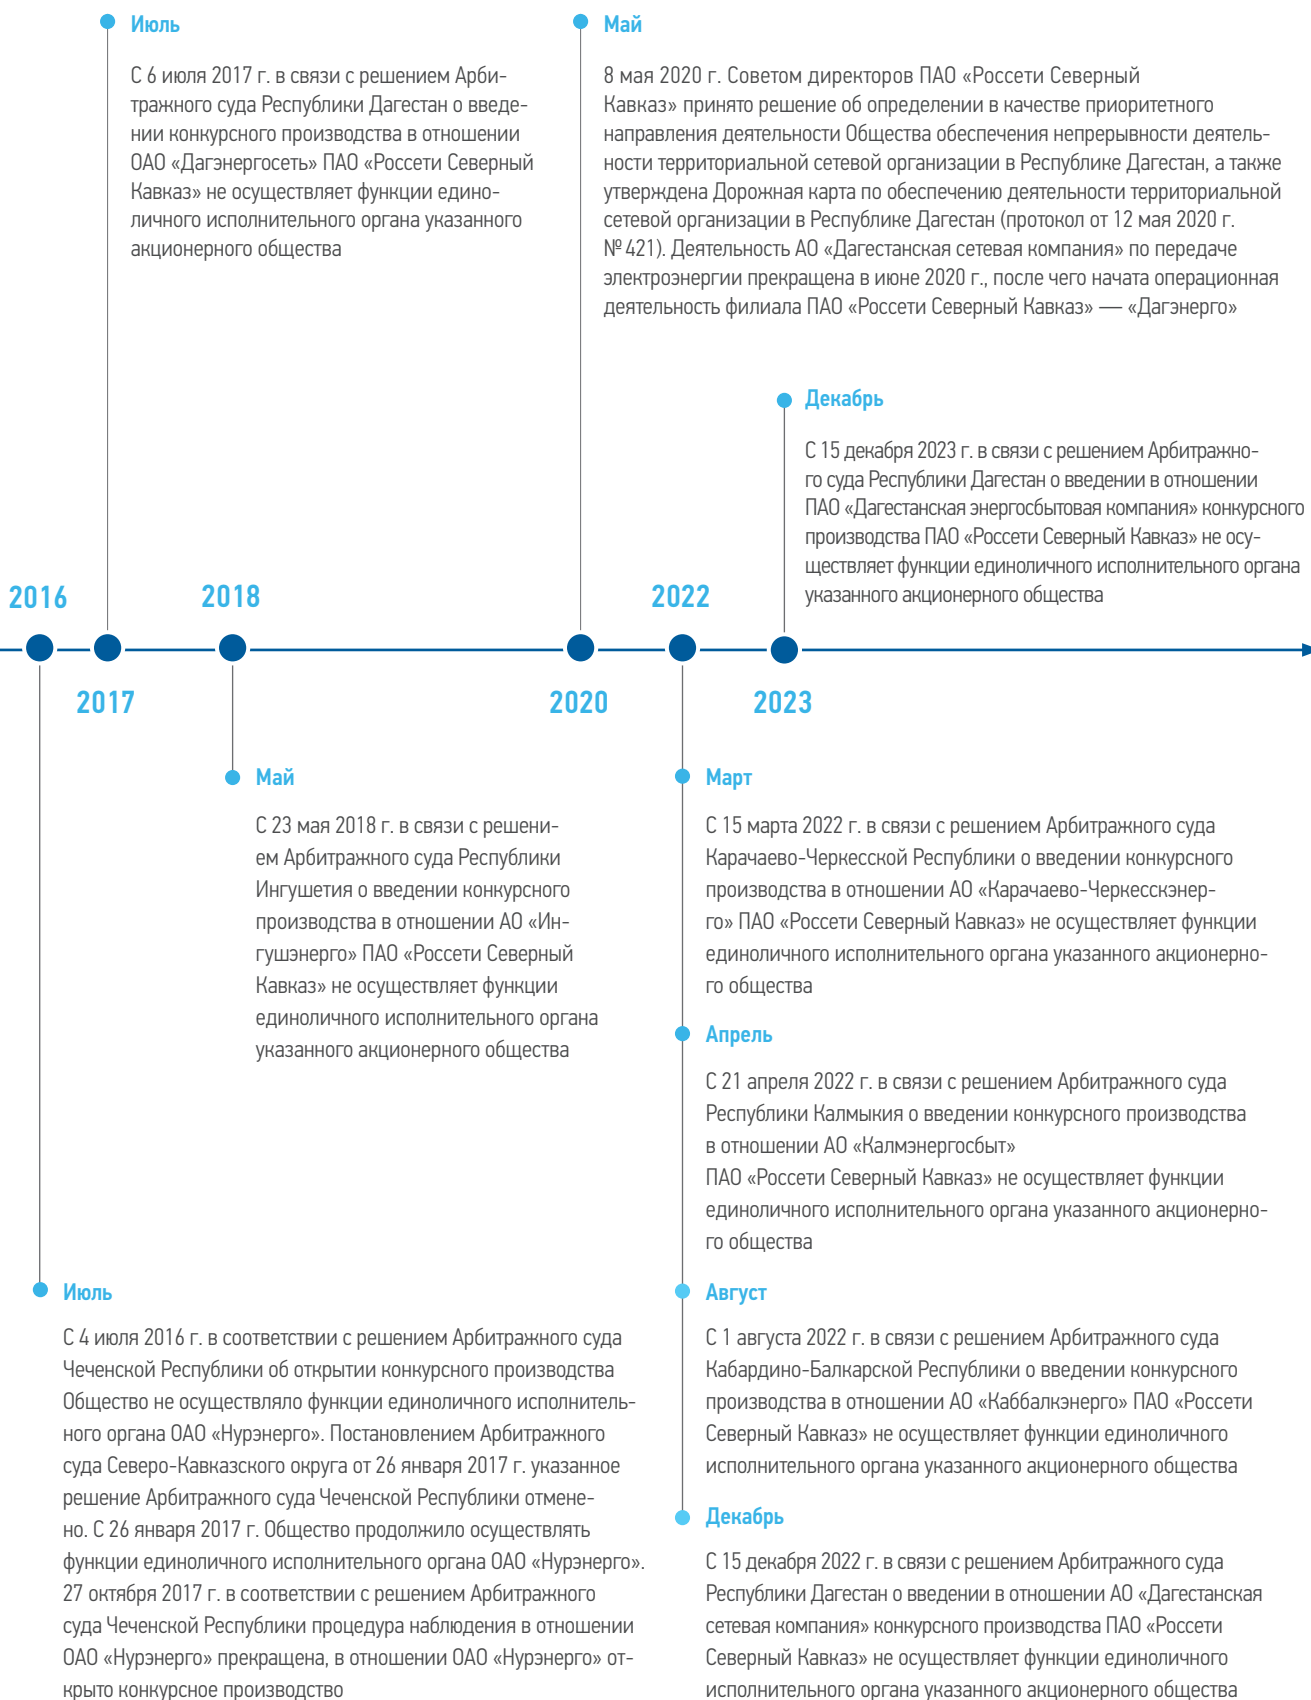 Июль
С 6 июля 2017 г. в связи с решением Арби-
тражного суда Республики Дагестан о введе-
нии конкурсного производства в отношении
ОАО «Дагэнергосеть» ПАО «Россети Северный
Кавказ» не осуществляет функции едино-
личного исполнительного органа указанного
акционерного общества
Май
8 мая 2020 г. Советом директоров ПАО «Россети Северный
Кавказ» принято решение об определении в качестве приоритетного
направления деятельности Общества обеспечения непрерывности деятель-
ности территориальной сетевой организации в Республике Дагестан, а также
утверждена Дорожная карта по обеспечению деятельности территориальной
сетевой организации в Республике Дагестан (протокол от 12 мая 2020 г.
№ 421). Деятельность АО «Дагестанская сетевая компания» по передаче
электроэнергии прекращена в июне 2020 г., после чего начата операционная
деятельность филиала ПАО «Россети Северный Кавказ» — «Дагэнерго»
Декабрь
С 15 декабря 2023 г. в связи с решением Арбитражно-
го суда Республики Дагестан о введении в отношении
ПАО «Дагестанская энергосбытовая компания» конкурсного
производства ПАО «Россети Северный Кавказ» не осу-
ществляет функции единоличного исполнительного органа
указанного акционерного общества
2016
2018
2022
2017
2020
2023
Май
С 23 мая 2018 г. в связи с решени-
ем Арбитражного суда Республики
Ингушетия о введении конкурсного
производства в отношении АО «Ин-
гушэнерго» ПАО «Россети Северный
Кавказ» не осуществляет функции
единоличного исполнительного органа
указанного акционерного общества
Март
С 15 марта 2022 г. в связи с решением Арбитражного суда
Карачаево-Черкесской Республики о введении конкурсного
производства в отношении АО «Карачаево-Черкесскэнер-
го» ПАО «Россети Северный Кавказ» не осуществляет функции
единоличного исполнительного органа указанного акционерно-
го общества
Апрель
С 21 апреля 2022 г. в связи с решением Арбитражного суда
Республики Калмыкия о введении конкурсного производства
в отношении АО «Калмэнергосбыт»
ПАО «Россети Северный Кавказ» не осуществляет функции
единоличного исполнительного органа указанного акционерно-
го общества
Июль
С 4 июля 2016 г. в соответствии с решением Арбитражного суда
Чеченской Республики об открытии конкурсного производства
Общество не осуществляло функции единоличного исполнитель-
ного органа ОАО «Нурэнерго». Постановлением Арбитражного
суда Северо-Кавказского округа от 26 января 2017 г. указанное
решение Арбитражного суда Чеченской Республики отмене-
но. С 26 января 2017 г. Общество продолжило осуществлять
функции единоличного исполнительного органа ОАО «Нурэнерго».
27 октября 2017 г. в соответствии с решением Арбитражного
суда Чеченской Республики процедура наблюдения в отношении
ОАО «Нурэнерго» прекращена, в отношении ОАО «Нурэнерго» от-
крыто конкурсное производство
Август
С 1 августа 2022 г. в связи с решением Арбитражного суда
Кабардино-Балкарской Республики о введении конкурсного
производства в отношении АО «Каббалкэнерго» ПАО «Россети
Северный Кавказ» не осуществляет функции единоличного
исполнительного органа указанного акционерного общества
Декабрь
С 15 декабря 2022 г. в связи с решением Арбитражного суда
Республики Дагестан о введении в отношении АО «Дагестанская
сетевая компания» конкурсного производства ПАО «Россети
Северный Кавказ» не осуществляет функции единоличного
исполнительного органа указанного акционерного общества